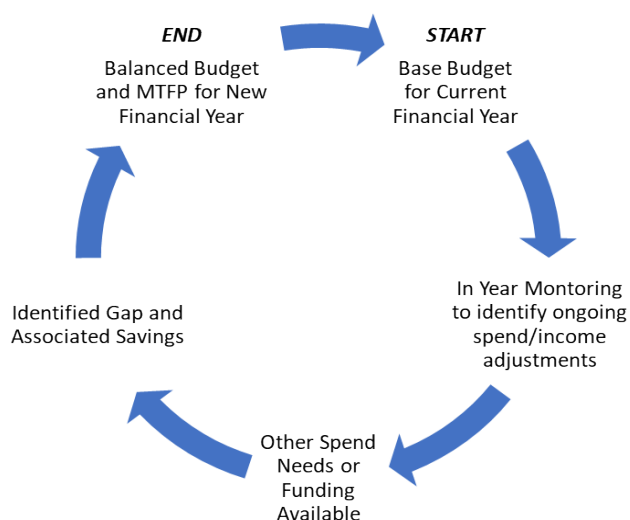 START
Base Budget
for Current
Financial Year
In Year Montoring
to identify ongoing
spend/income
adjustments
Other Spend
Needs or
Funding
Available
Identified Gap and
Associated Savings
END
Balanced Budget
and MTFP for New
Financial Year